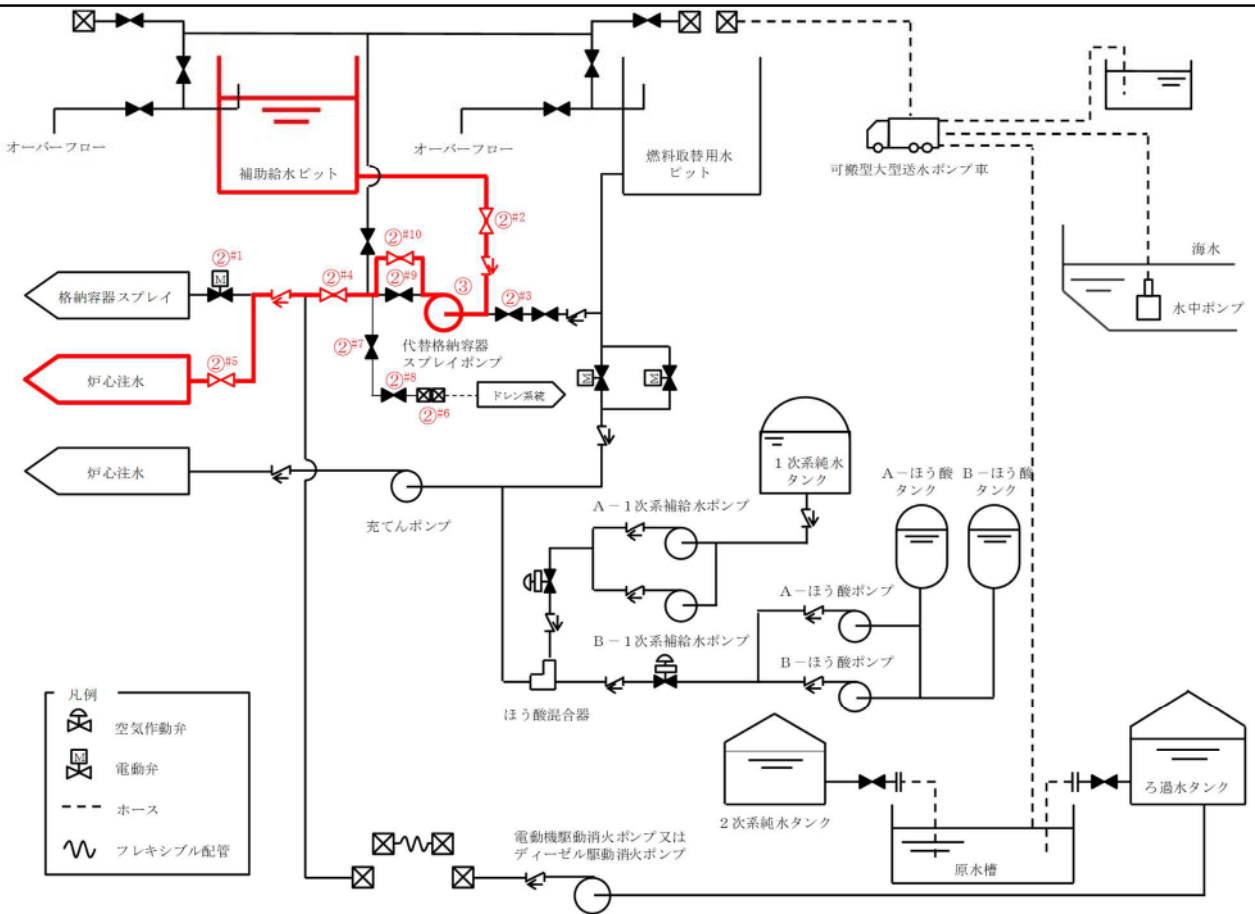 オーバーフロー
補助給水ピット
オーバーフロー
燃料取替用水
ピット
可搬型大型送水ポンプ車
海水
水中ポンプ
②#1
②#2
②#10
②#4
②#9
③
②#3
格納容器スプレイ
M
代替格納容器
スプレイポンプ
②#7
②#5
炉心注水
②#8
②#6
ドレン系統
M
M
炉心注水
充てんポンプ
1次系純水
タンク
A-1次系補給水ポンプ
A-ほう酸
タンク
B-ほう酸
タンク
A-ほう酸ポンプ
B-1次系補給水ポンプ
B-ほう酸ポンプ
ほう酸混合器
凡例
空気作動弁
M
電動弁
ホース
フレキシブル配管
2次系純水タンク
ろ過水タンク
原水槽
電動機駆動消火ポンプ又は
ディーゼル駆動消火ポンプ